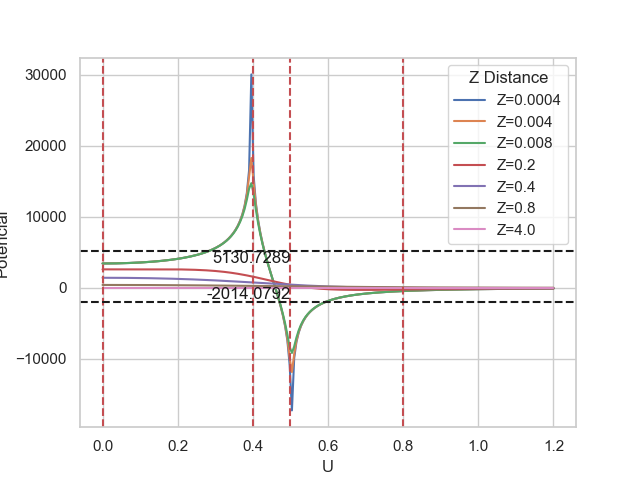 Z Distance
Z=0.0004
Z=0.004
Z=0.008
Z=0.2
Z=0.4
Z=0.8
Z=4.0
30000
20000
10000
0
−10000
5130.7289
-2014.0792
0.0
0.2
0.4
0.6
0.8
1.0
1.2
U
Potencial